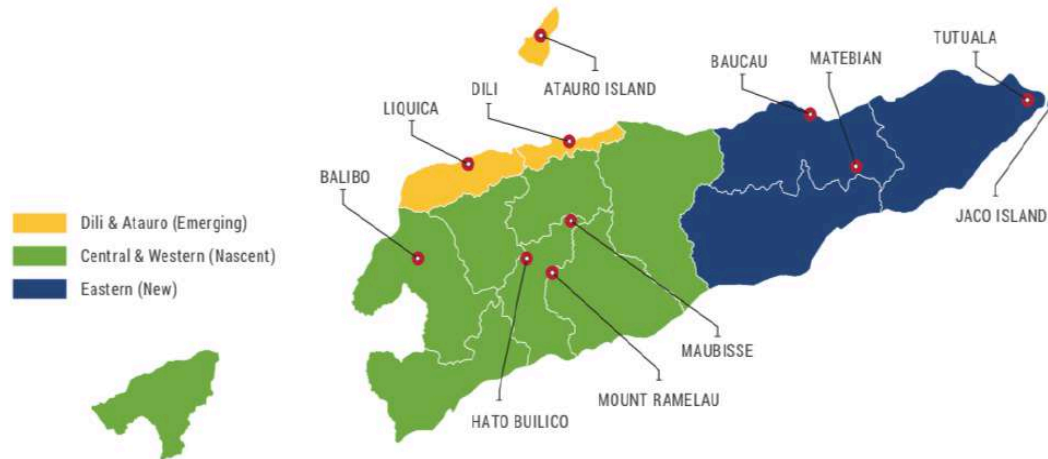 TUTUALA
BAUCAU
MATEBIAN
DILI
ATAURO ISLAND
LIQUICA
BALIBO
JACO ISLAND
Dili & Atauro (Emerging)
Central & Western (Nascent)
Eastern (New)
MAUBISSE
MOUNT RAMELAU
HATO BUILICO